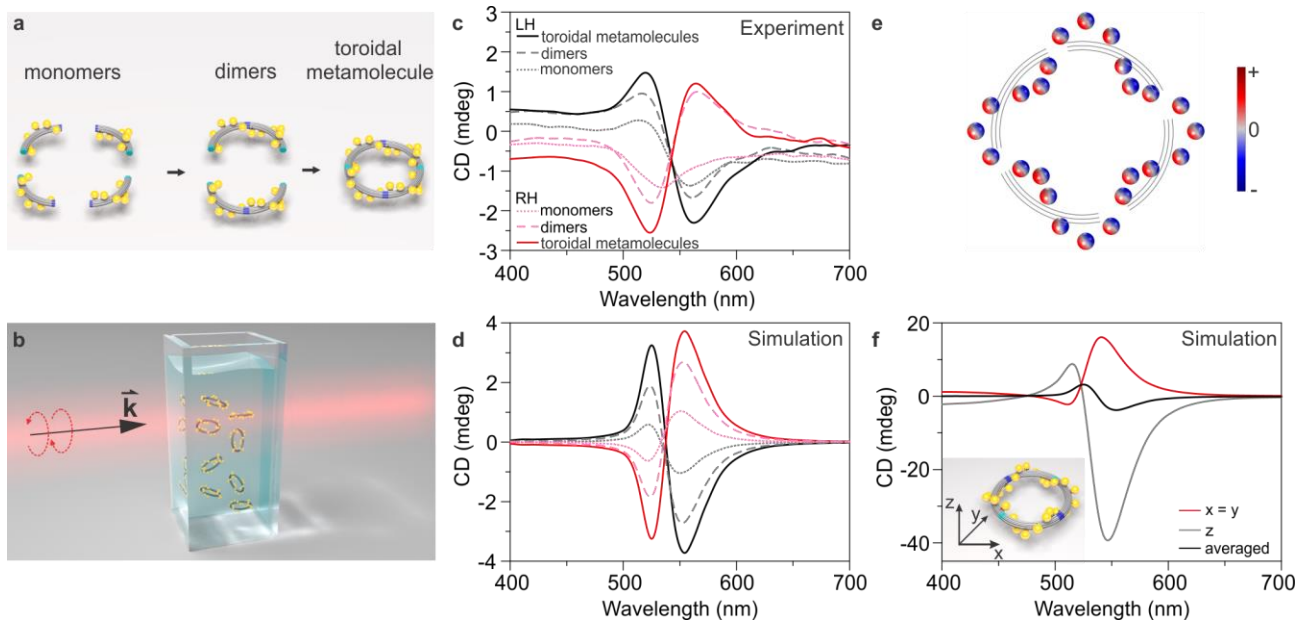 a
monomers
dimers
toroidal
metamolecule
b
k
c
Experiment
LH
toroidal metamolecules
dimers
monomers
RH
monomers
dimers
toroidal metamolecules
CD (mdeg)
3
2
1
0
-1
-2
-3
400
500
600
700
Wavelength (nm)
d
Simulation
CD (mdeg)
4
2
0
-2
-4
400
500
600
700
Wavelength (nm)
e
+
0
-
f
Simulation
CD (mdeg)
20
0
-20
-40
z
y
x
x = y
z
averaged
400
500
600
700
Wavelength (nm)